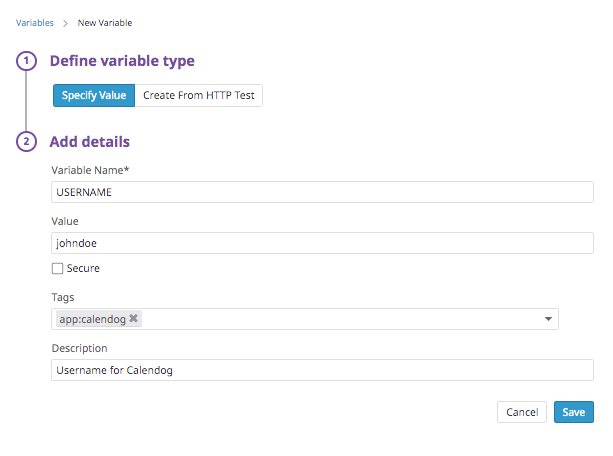 Variables > New Variable
1 Define variable type
Specify Value Create From HTTP Test
2 Add details
Variable Name*
USERNAME
Value
johndoe
Secure
Tags
app:calendog ✖
Description
Username for Calendog
Cancel Save